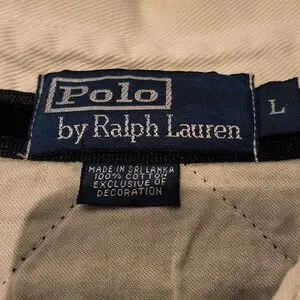 Polo
by Ralph Lauren
L
MADE IN SRI LANKA
100% COTTON
EXCLUSIVE OF
DECORATION